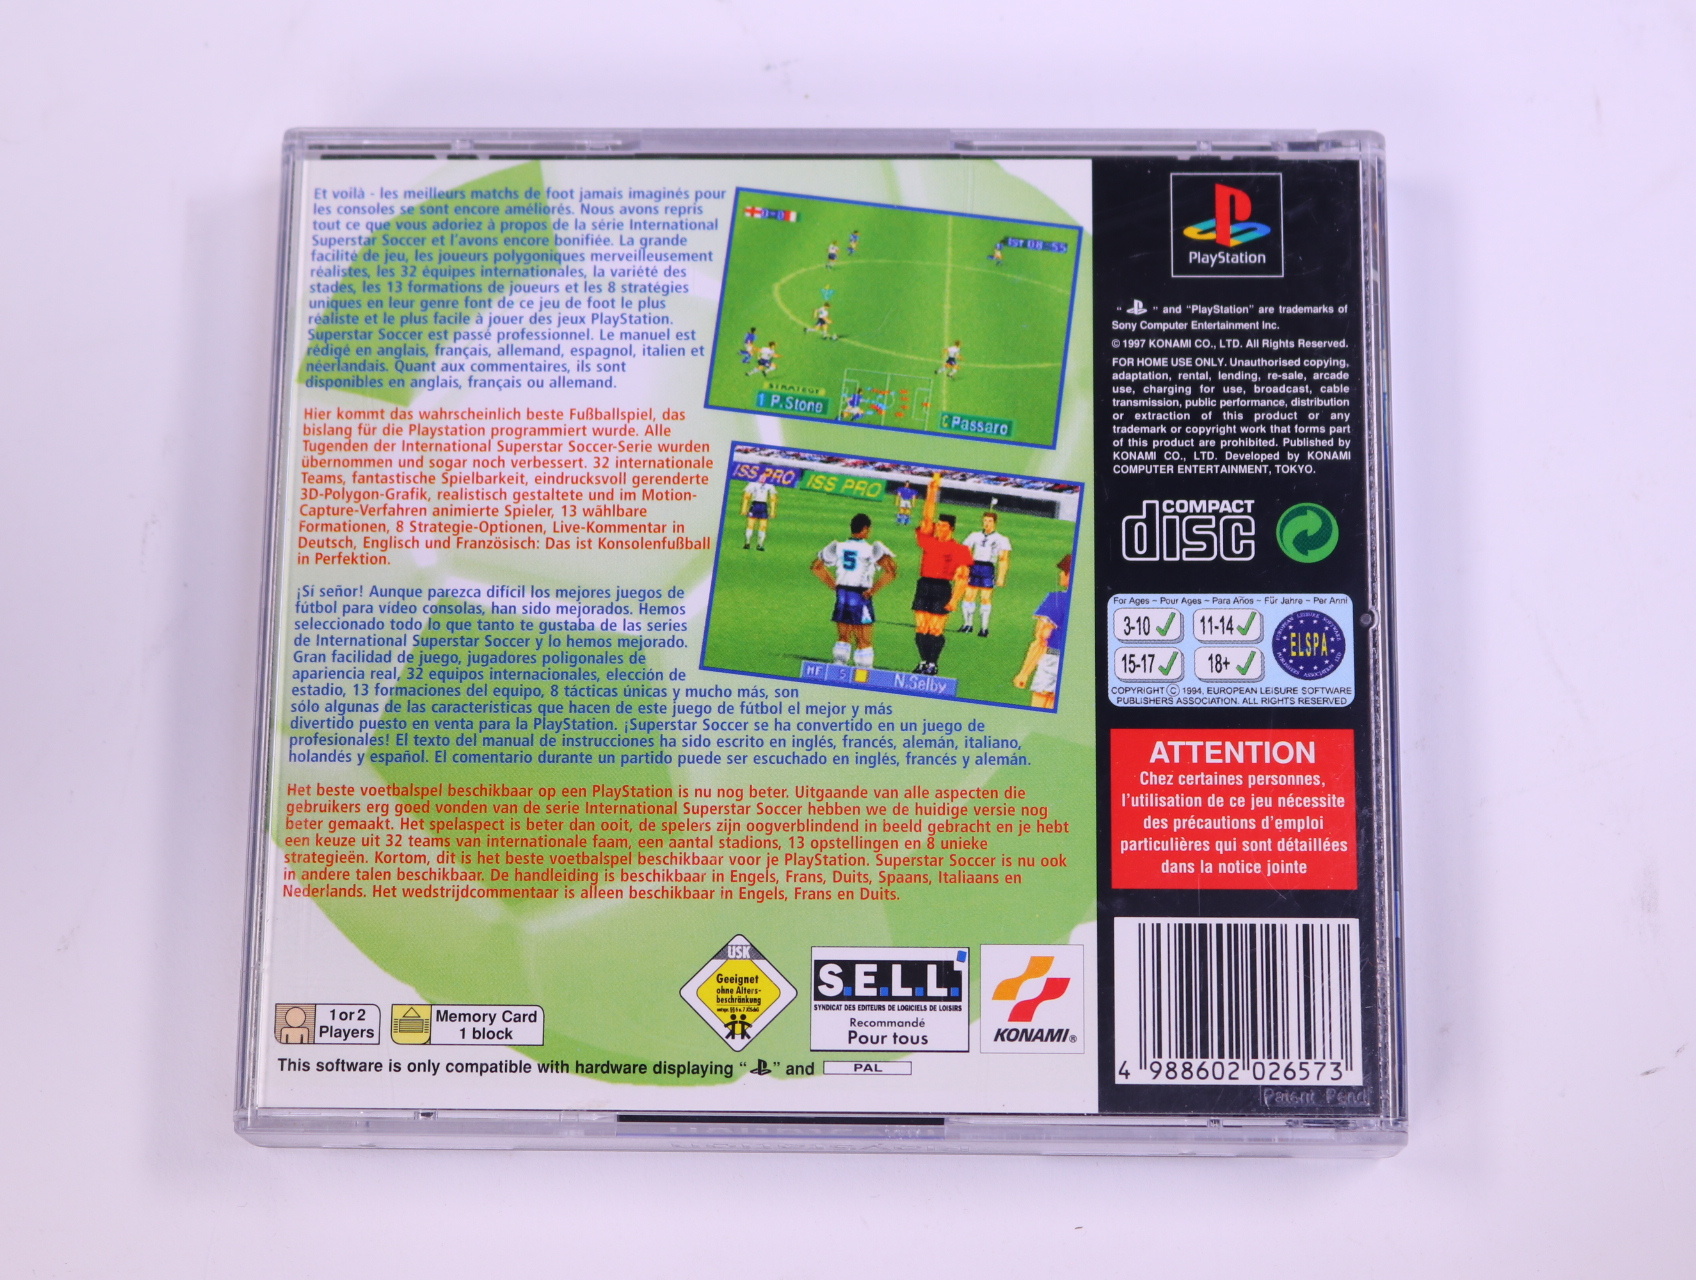 Et voilà - les meilleurs matchs de foot jamais imaginés pour
les consoles se sont encore améliorés. Nous avons repris
tout ce que vous adoriez à propos de la série International
Superstar Soccer et l'avons encore bonifiée. La grande
facilité de jeu, les joueurs polygoniques merveilleusement
réalistes, les 32 équipes internationales, la variété des
stades, les 13 formations de joueurs et les 8 stratégies
uniques en leur genre font de ce jeu de foot le plus
réaliste et le plus facile à jouer des jeux PlayStation.
Superstar Soccer est passé professionnel. Le manuel est
rédigé en anglais, français, allemand, espagnol, italien et
néerlandais. Quant aux commentaires, ils sont
disponibles en anglais, français ou allemand.
Hier kommt das wahrscheinlich beste Fußballspiel, das
bislang für die Playstation programmiert wurde. Alle
Tugenden der International Superstar Soccer-Serie wurden
übernommen und sogar noch verbessert. 32 internationale
Teams, fantastische Spielbarkeit, eindrucksvoll gerenderte
3D-Polygon-Grafik, realistisch gestaltete und im Motion-
Capture-Verfahren animierte Spieler, 13 wählbare
Formationen, 8 Strategie-Optionen, Live-Kommentar in
Deutsch, Englisch und Französisch: Das ist Konsolenfußball
in Perfektion.
¡Sí señor! Aunque parezca difícil los mejores juegos de
fútbol para vídeo consolas, han sido mejorados. Hemos
seleccionado todo lo que tanto te gustaba de las series
de International Superstar Soccer y lo hemos mejorado.
Gran facilidad de juego, jugadores poligonales de
apariencia real, 32 equipos internacionales, elección de
estadio, 13 formaciones del equipo, 8 tácticas únicas y mucho más, son
sólo algunas de las características que hacen de este juego de fútbol el mejor y más
divertido puesto en venta para la PlayStation. ¡Superstar Soccer se ha convertido en un juego de
profesionales! El texto del manual de instrucciones ha sido escrito en inglés, francés, alemán, italiano,
holandés y español. El comentario durante un partido puede ser escuchado en inglés, francés y alemán.
Het beste voetbalspel beschikbaar op een PlayStation is nu nog beter. Uitgaande van alle aspecten die
gebruikers erg goed vonden van de serie International Superstar Soccer hebben we de huidige versie nog
beter gemaakt. Het spelaspect is beter dan ooit, de spelers zijn oogverblindend in beeld gebracht en je hebt
een keuze uit 32 teams van internationale faam, een aantal stadions, 13 opstellingen en 8 unieke
strategieën. Kortom, dit is het beste voetbalspel beschikbaar voor je PlayStation. Superstar Soccer is nu ook
in andere talen beschikbaar. De handleiding is beschikbaar in Engels, Frans, Duits, Spaans, Italiaans en
Nederlands. Het wedstrijdcommentaar is alleen beschikbaar in Engels, Frans en Duits.
0-0
1ST 08:55
STRATEGY
1 P.Stone
Passaro
ISS PRO ISS PRO
5
MF 5 N.Selby
1 or 2
Players
Memory Card
1 block
USK
Geeignet
ohne Alters-
beschränkung
S.E.L.L.
SYNDICAT DES EDITEURS DE LOGICIELS DE LOISIRS
Recommandé
Pour tous
KONAMI®
This software is only compatible with hardware displaying " " and PAL
PlayStation
" " and "PlayStation" are trademarks of
Sony Computer Entertainment Inc.
© 1997 KONAMI CO., LTD. All Rights Reserved.
FOR HOME USE ONLY. Unauthorised copying,
adaptation, rental, lending, re-sale, arcade
use, charging for use, broadcast, cable
transmission, public performance, distribution
or extraction of this product or any
trademark or copyright work that forms part
of this product are prohibited. Published by
KONAMI CO., LTD. Developed by KONAMI
COMPUTER ENTERTAINMENT, TOKYO.
COMPACT
disc
For Ages ~ Pour Ages ~ Para Años ~ Für Jahre ~ Per Anni
3-10 11-14
15-17 18+
ELSPA
COPYRIGHT © 1994, EUROPEAN LEISURE SOFTWARE
PUBLISHERS ASSOCIATION. ALL RIGHTS RESERVED
ATTENTION
Chez certaines personnes,
l'utilisation de ce jeu nécessite
des précautions d'emploi
particulières qui sont détaillées
dans la notice jointe
4 988602 026573
Patent Pend